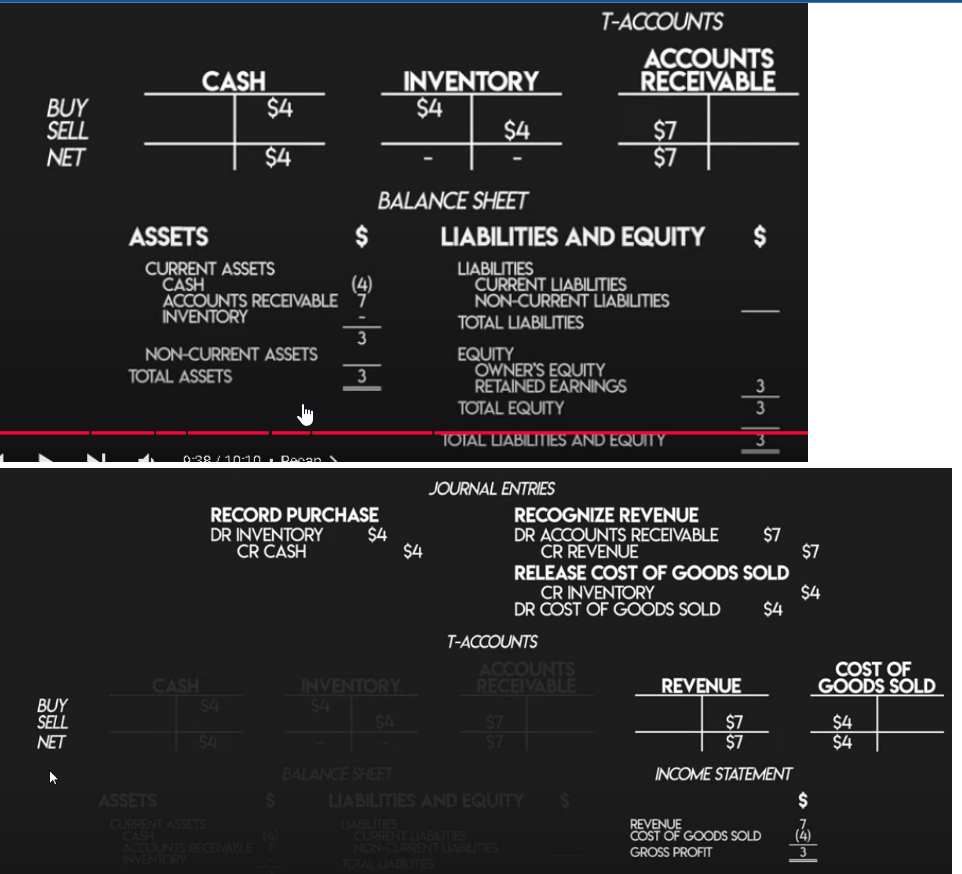 T-ACCOUNTS
CASH INVENTORY ACCOUNTS RECEIVABLE
BUY $4 $4
SELL $4 $7
NET $4 - - $7
BALANCE SHEET
ASSETS $ LIABILITIES AND EQUITY $
CURRENT ASSETS LIABILITIES
CASH (4) CURRENT LIABILITIES
ACCOUNTS RECEIVABLE 7 NON-CURRENT LIABILITIES
INVENTORY -
TOTAL LIABILITIES
3
NON-CURRENT ASSETS EQUITY
OWNER'S EQUITY
TOTAL ASSETS 3 RETAINED EARNINGS 3
TOTAL EQUITY 3
TOTAL LIABILITIES AND EQUITY 3
9:38 / 10:10 • Recap >
JOURNAL ENTRIES
RECORD PURCHASE RECOGNIZE REVENUE
DR INVENTORY $4 DR ACCOUNTS RECEIVABLE $7
CR CASH $4 CR REVENUE $7
RELEASE COST OF GOODS SOLD
CR INVENTORY $4
DR COST OF GOODS SOLD $4
T-ACCOUNTS
CASH INVENTORY ACCOUNTS RECEIVABLE REVENUE COST OF GOODS SOLD
BUY $4 $4
SELL $4 $7 $7 $4
NET $4 - - $7 $7 $4
BALANCE SHEET INCOME STATEMENT
ASSETS $ LIABILITIES AND EQUITY $ $
CURRENT ASSETS LIABILITIES REVENUE 7
CASH (4) CURRENT LIABILITIES COST OF GOODS SOLD (4)
ACCOUNTS RECEIVABLE 7 NON-CURRENT LIABILITIES GROSS PROFIT 3
INVENTORY TOTAL LIABILITIES